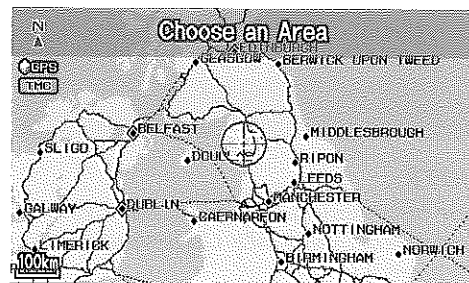 N
Choose an Area
EDINBURGH
GLASGOW
BERWICK UPON TWEED
GPS
TMC
BELFAST
MIDDLESBROUGH
SLIGO
RIPON
LEEDS
MANCHESTER
GALWAY
DUBLIN
CAERNARFON
NOTTINGHAM
LIMERICK
NORWICH
100km
BIRMINGHAM